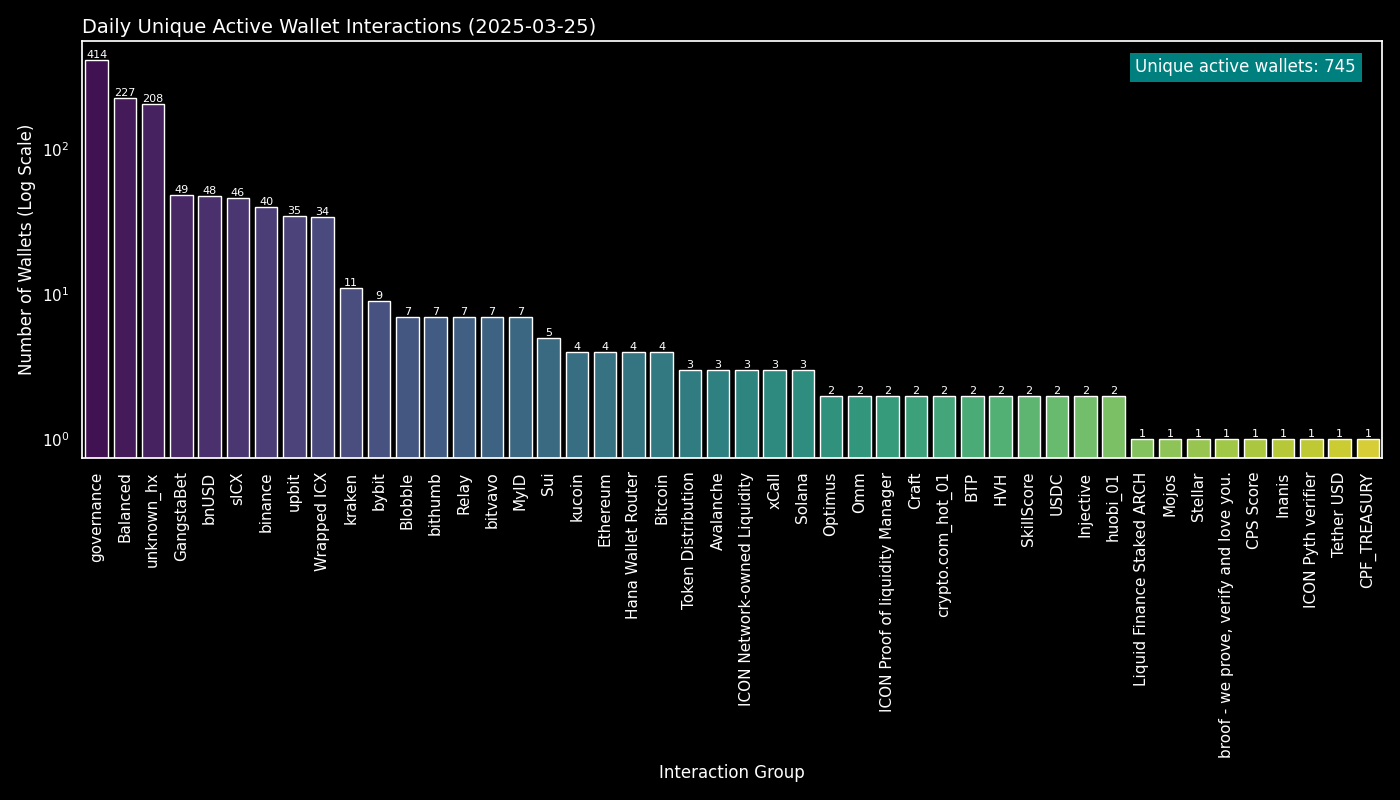 Daily Unique Active Wallet Interactions (2025-03-25)
Unique active wallets: 745
Number of Wallets (Log Scale)
10²
10¹
10⁰
414
227
208
49
48
46
40
35
34
11
9
7
7
7
7
7
5
4
4
4
4
3
3
3
3
3
2
2
2
2
2
2
2
2
2
2
2
1
1
1
1
1
1
1
1
1
governance
Balanced
unknown_hx
GangstaBet
bnUSD
sICX
binance
upbit
Wrapped ICX
kraken
bybit
Blobble
bithumb
Relay
bitvavo
MyID
Sui
kucoin
Ethereum
Hana Wallet Router
Bitcoin
Token Distribution
Avalanche
ICON Network-owned Liquidity
xCall
Solana
Optimus
Omm
ICON Proof of liquidity Manager
Craft
crypto.com_hot_01
BTP
HVH
SkillScore
USDC
Injective
huobi_01
Liquid Finance Staked ARCH
Mojos
Stellar
broof - we prove, verify and love you.
CPS Score
Inanis
ICON Pyth verifier
Tether USD
CPF_TREASURY
Interaction Group